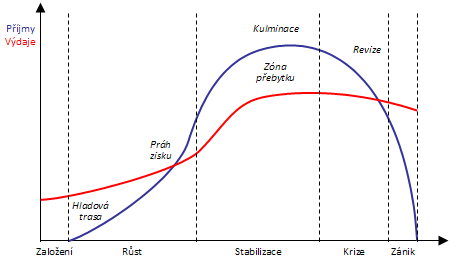 Příjmy
Výdaje
Kulminace
Revize
Zóna
přebytku
Práh
zisku
Hladová
trasa
Založení
Růst
Stabilizace
Krize
Zánik